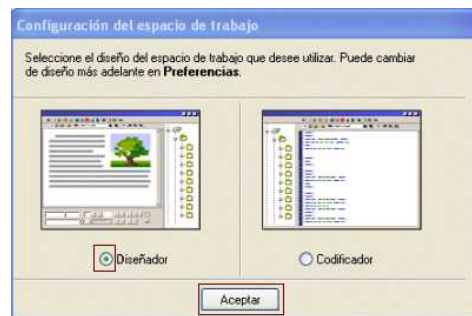 Configuración del espacio de trabajo
Seleccione el diseño del espacio de trabajo que desee utilizar. Puede cambiar
de diseño más adelante en Preferencias.
Diseñador
Codificador
Aceptar